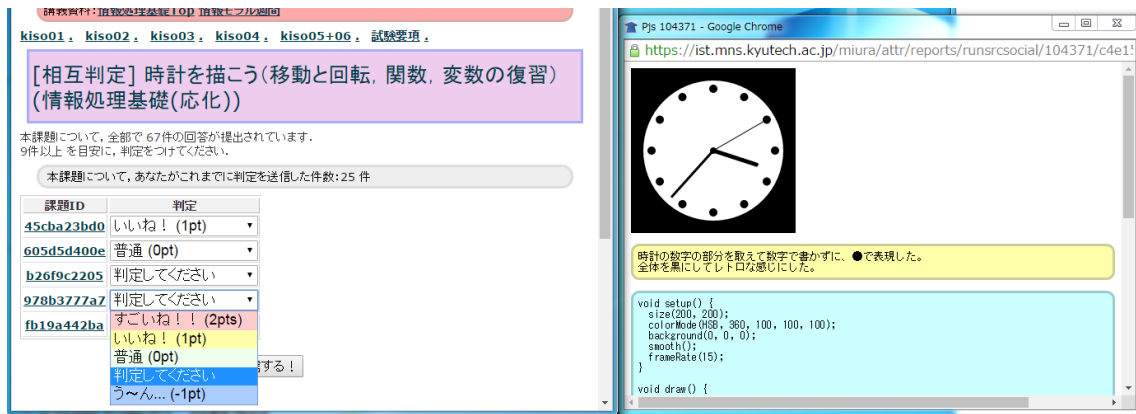 講義資料:情報処理基礎Top 情報モラル週間
kiso01 . kiso02 . kiso03 . kiso04 . kiso05+06 . 試験要項 .
[相互判定] 時計を描こう(移動と回転, 関数, 変数の復習)
(情報処理基礎(応化))
本課題について, 全部で 67件の回答が提出されています.
9件以上 を目安に, 判定をつけてください.
本課題について, あなたがこれまでに判定を送信した件数:25 件
課題ID 判定
45cba23bd0 いいね! (1pt)
605d5d400e 普通 (0pt)
b26f9c2205 判定してください
978b3777a7 判定してください
fb19a442ba すごいね!! (2pts)
いいね! (1pt)
普通 (0pt)
判定してください
う~ん... (-1pt)
する!
Pjs 104371 - Google Chrome
https://ist.mns.kyutech.ac.jp/miura/attr/reports/runsrcsocial/104371/c4e1
時計の数字の部分を敢えて数字で書かずに、●で表現した。
全体を黒にしてレトロな感じにした。
void setup() {
size(200, 200);
colorMode(HSB, 360, 100, 100, 100);
background(0, 0, 0);
smooth();
frameRate(15);
}
void draw() {